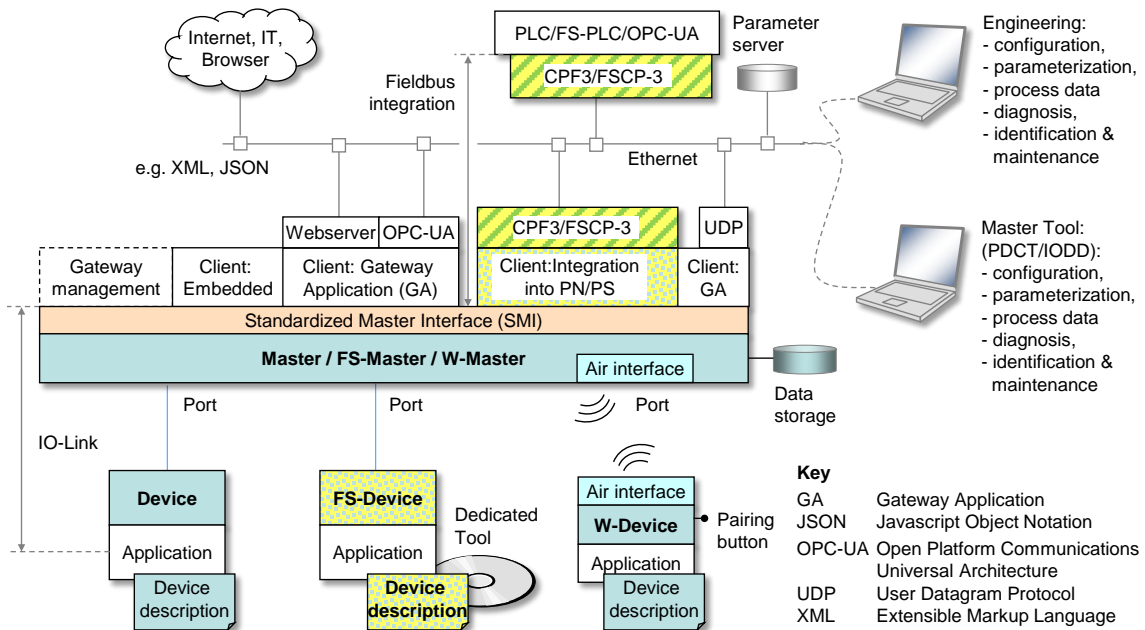 Internet, IT,
Browser
PLC/FS-PLC/OPC-UA
CPF3/FSCP-3
Parameter
server
Engineering:
- configuration,
- parameterization,
- process data
- diagnosis,
- identification &
maintenance
Fieldbus
integration
e.g. XML, JSON
Ethernet
Webserver
OPC-UA
CPF3/FSCP-3
UDP
Gateway
management
Client:
Embedded
Client: Gateway
Application (GA)
Client:Integration
into PN/PS
Client:
GA
Master Tool:
(PDCT/IODD):
- configuration,
- parameterization,
- process data
- diagnosis,
- identification &
maintenance
Standardized Master Interface (SMI)
Master / FS-Master / W-Master
Air interface
Data
storage
Port
Port
Port
IO-Link
Device
Application
Device
description
FS-Device
Application
Device
description
Dedicated
Tool
Air interface
W-Device
Application
Device
description
Pairing
button
Key
GA Gateway Application
JSON Javascript Object Notation
OPC-UA Open Platform Communications
Universal Architecture
UDP User Datagram Protocol
XML Extensible Markup Language